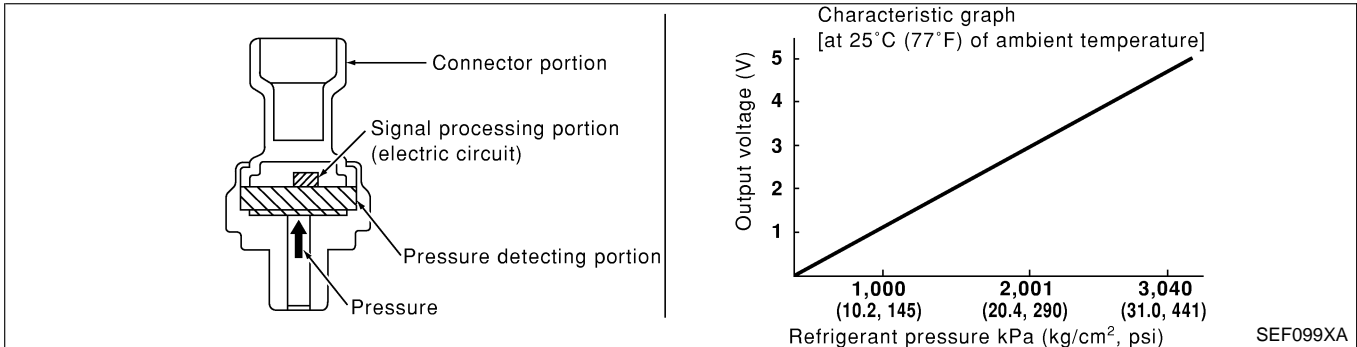 Connector portion
Signal processing portion
(electric circuit)
Pressure detecting portion
Pressure
Characteristic graph
[at 25°C (77°F) of ambient temperature]
Output voltage (V)
5
4
3
2
1
1,000 2,001 3,040
(10.2, 145) (20.4, 290) (31.0, 441)
Refrigerant pressure kPa (kg/cm², psi)
SEF099XA